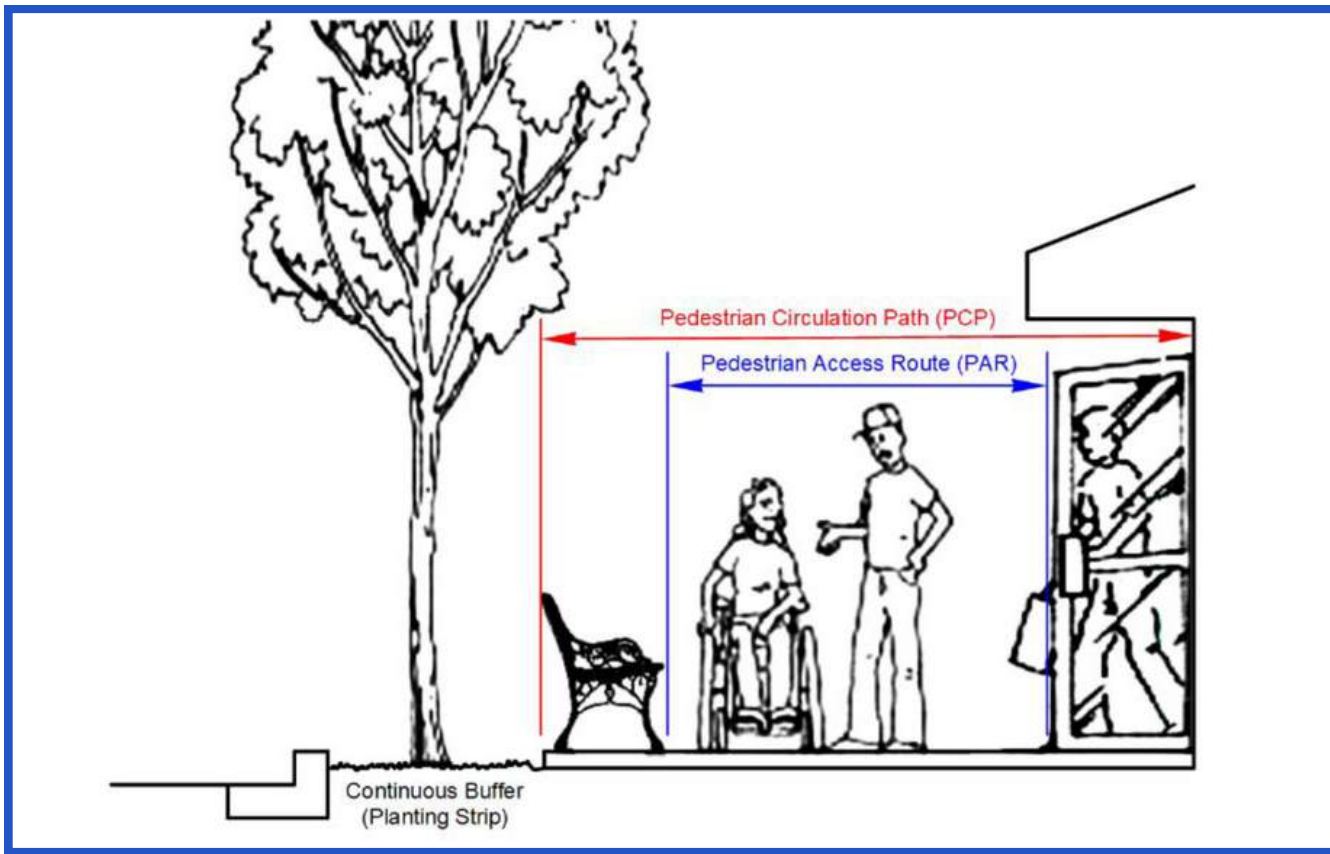 Pedestrian Circulation Path (PCP)
Pedestrian Access Route (PAR)
Continuous Buffer
(Planting Strip)